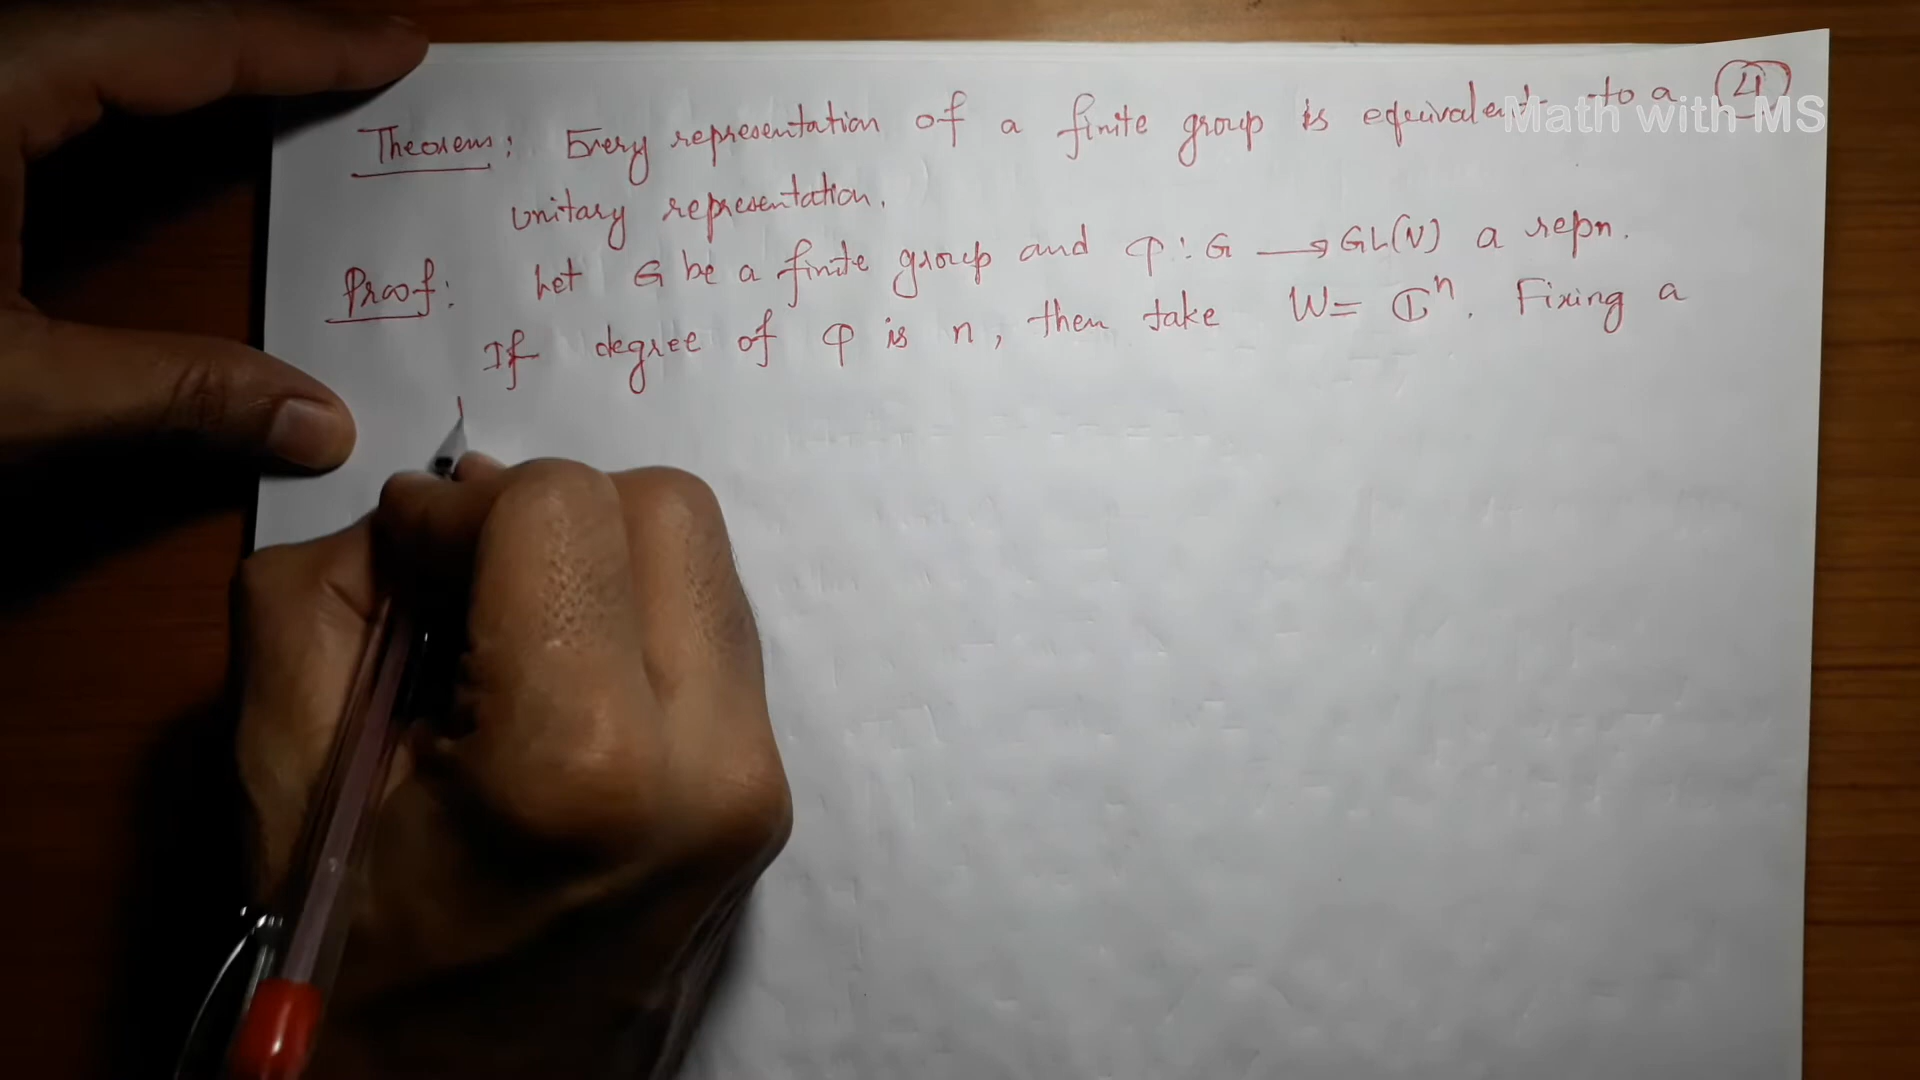 Theorem: Every representation of a finite group is equivalent to a 4
Math with MS
Unitary representation.
Proof: Let G be a finite group and φ : G → GL(V) a repn.
If degree of φ is n, then take W = ℂⁿ. Fixing a